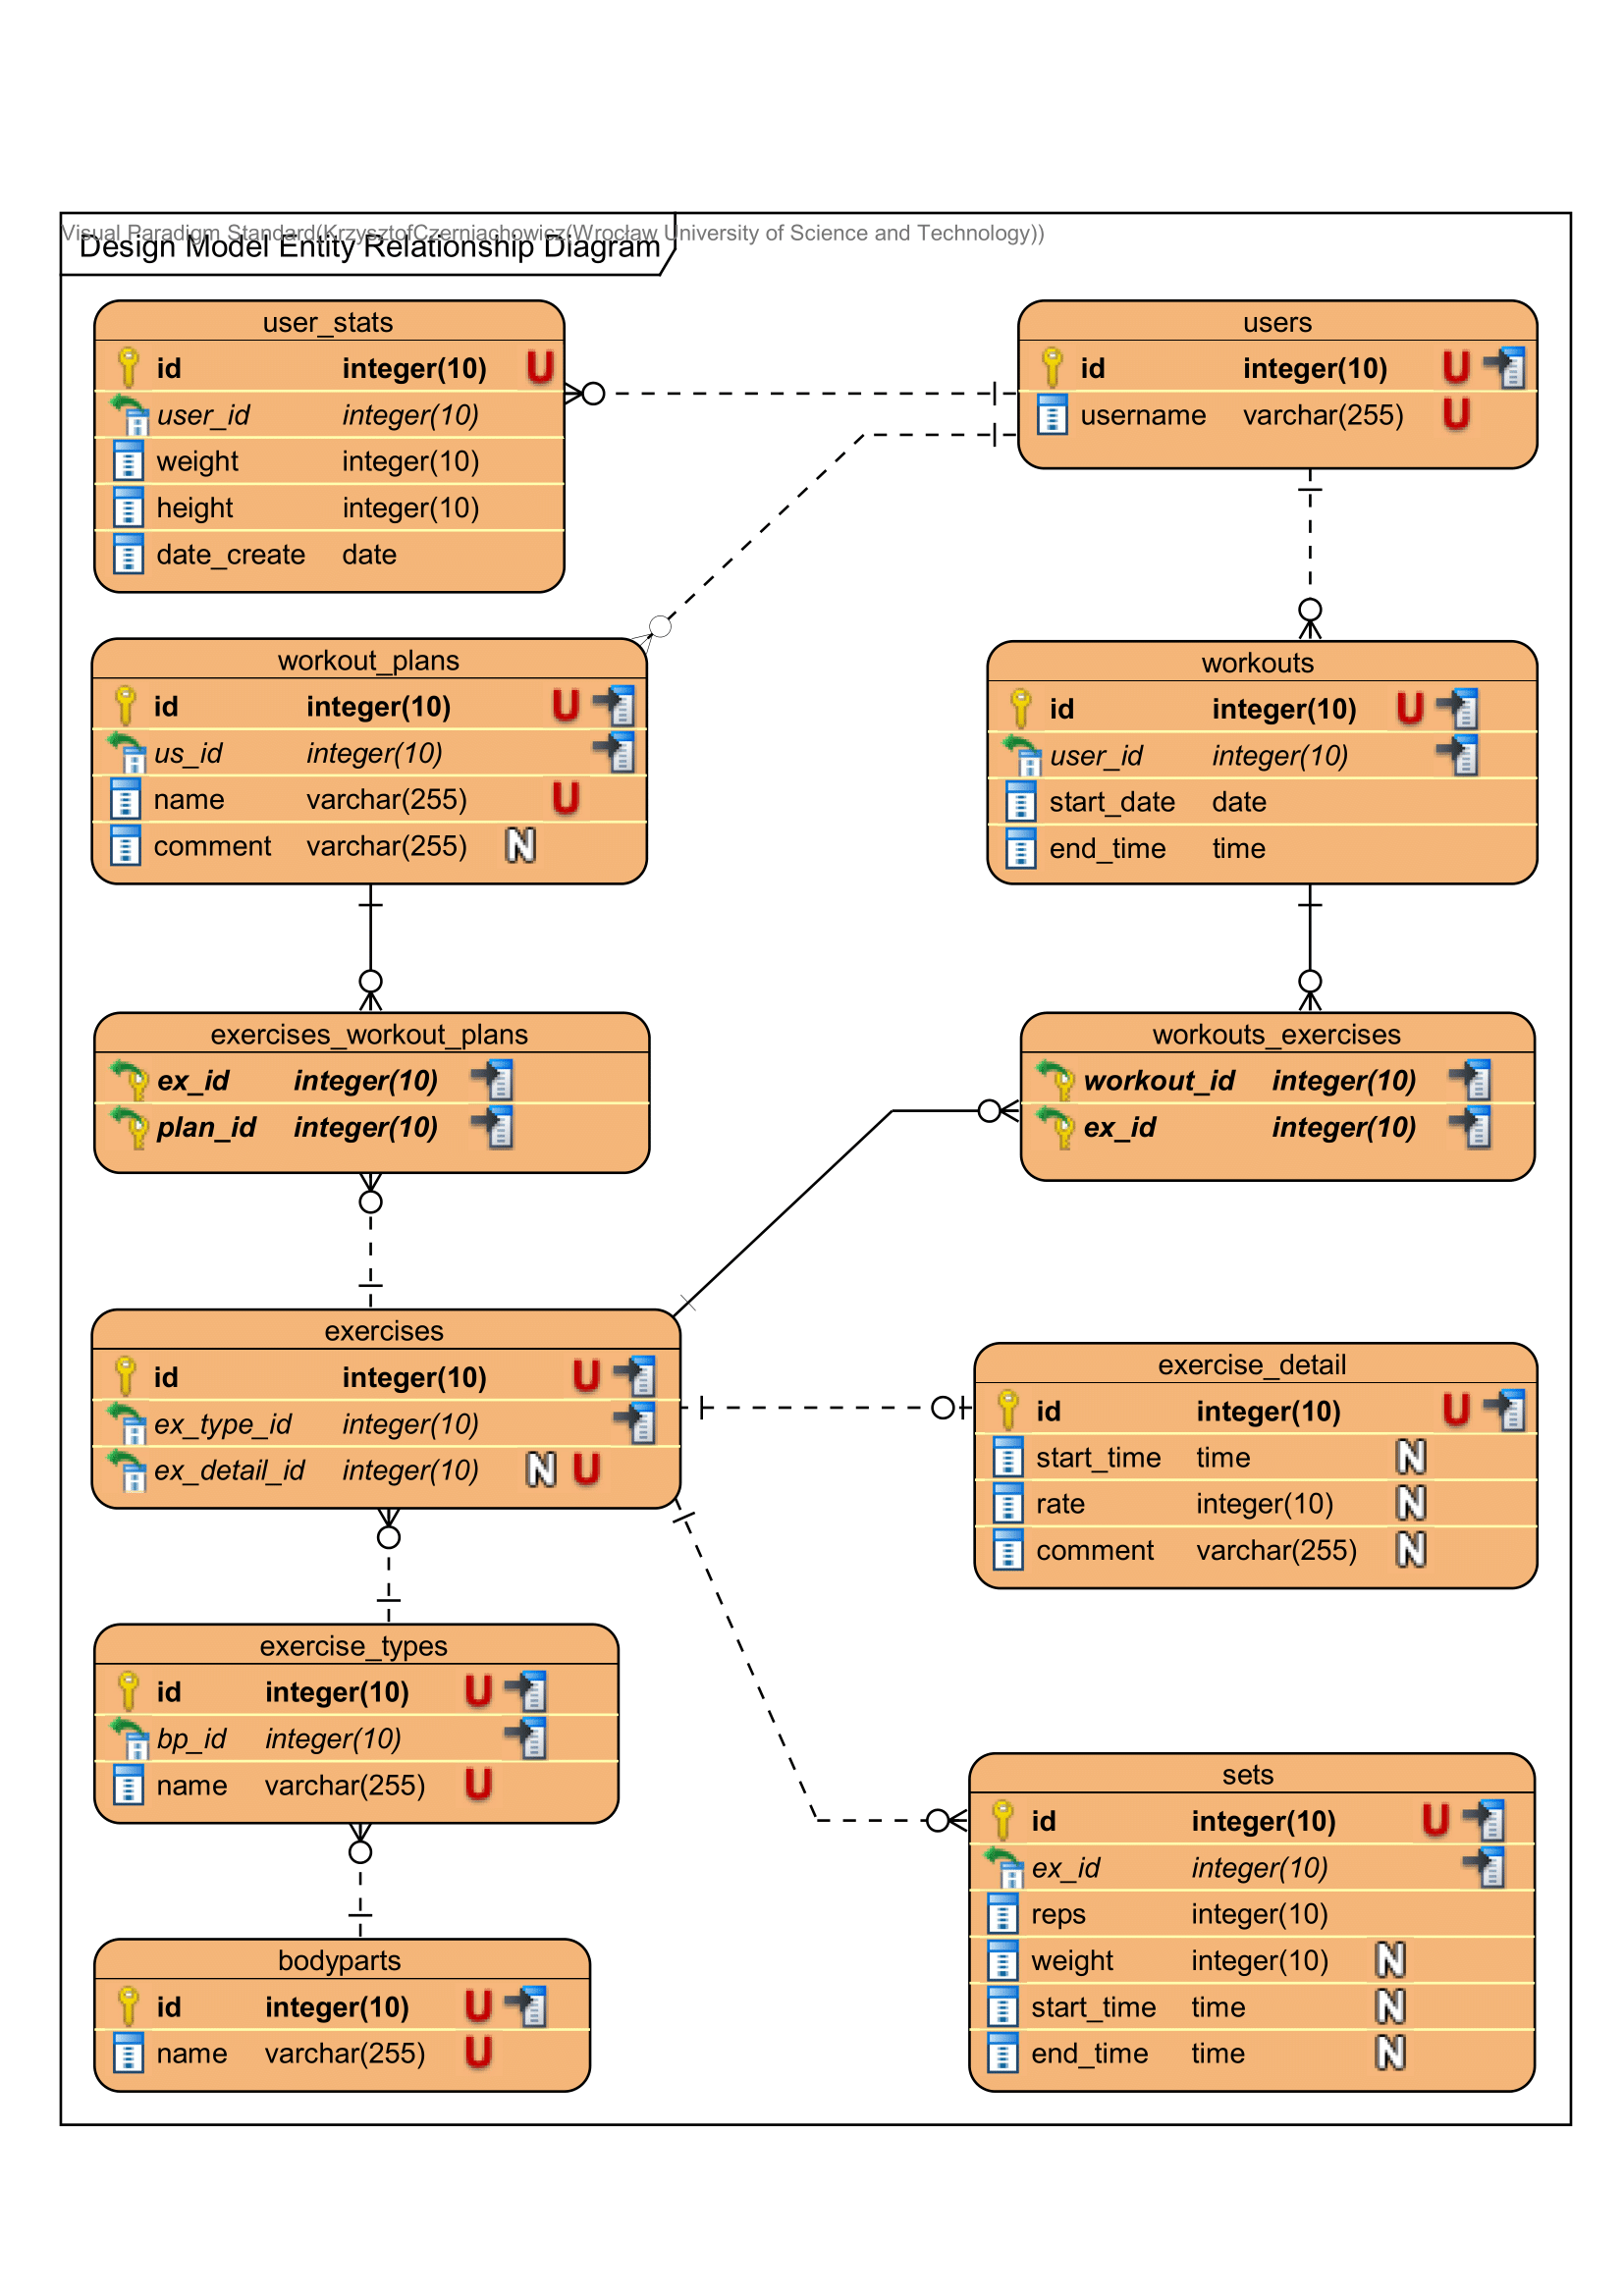 Visual Paradigm Standard(KrzysztofCzerniachowicz(Wrocław University of Science and Technology))
Design Model Entity Relationship Diagram
user_stats
id integer(10) U
user_id integer(10)
weight integer(10)
height integer(10)
date_create date
users
id integer(10) U
username varchar(255) U
workout_plans
id integer(10) U
us_id integer(10)
name varchar(255) U
comment varchar(255) N
workouts
id integer(10) U
user_id integer(10)
start_date date
end_time time
exercises_workout_plans
ex_id integer(10)
plan_id integer(10)
workouts_exercises
workout_id integer(10)
ex_id integer(10)
exercises
id integer(10) U
ex_type_id integer(10)
ex_detail_id integer(10) N U
exercise_detail
id integer(10) U
start_time time N
rate integer(10) N
comment varchar(255) N
exercise_types
id integer(10) U
bp_id integer(10)
name varchar(255) U
sets
id integer(10) U
ex_id integer(10)
reps integer(10)
weight integer(10) N
start_time time N
end_time time N
bodyparts
id integer(10) U
name varchar(255) U